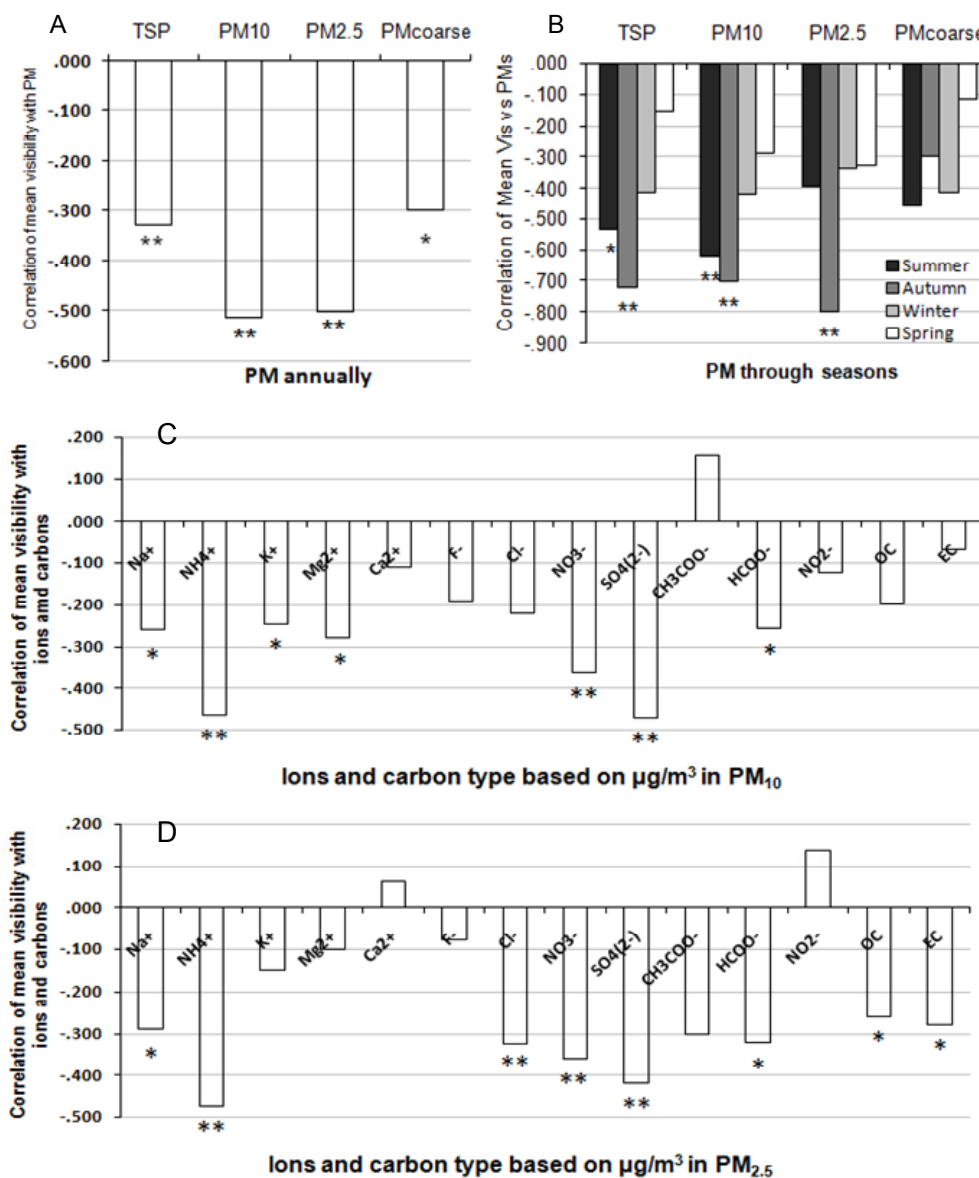 A
TSP PM10 PM2.5 PMcoarse
.000
-.100
-.200
-.300
-.400
-.500
-.600
Correlation of mean visibility with PM
** ** ** *
PM annually
B
TSP PM10 PM2.5 PMcoarse
.000
-.100
-.200
-.300
-.400
-.500
-.600
-.700
-.800
-.900
Correlation of Mean Vis vs PMs
* ** ** ** **
Summer
Autumn
Winter
Spring
PM through seasons
C
.200
.100
.000
-.100
-.200
-.300
-.400
-.500
Correlation of mean visibility with
ions amd carbons
Na+ NH4+ K+ Mg2+ Ca2+ F- Cl- NO3- SO4(2-) CH3COO- HCOO- NO2- OC EC
* ** * * ** ** *
Ions and carbon type based on µg/m³ in PM₁₀
D
.200
.100
.000
-.100
-.200
-.300
-.400
-.500
Correlation of mean visibility with
ions and carbons
Na+ NH4+ K+ Mg2+ Ca2+ F- Cl- NO3- SO4(2-) CH3COO- HCOO- NO2- OC EC
* ** ** ** ** * * *
Ions and carbon type based on µg/m³ in PM₂.₅